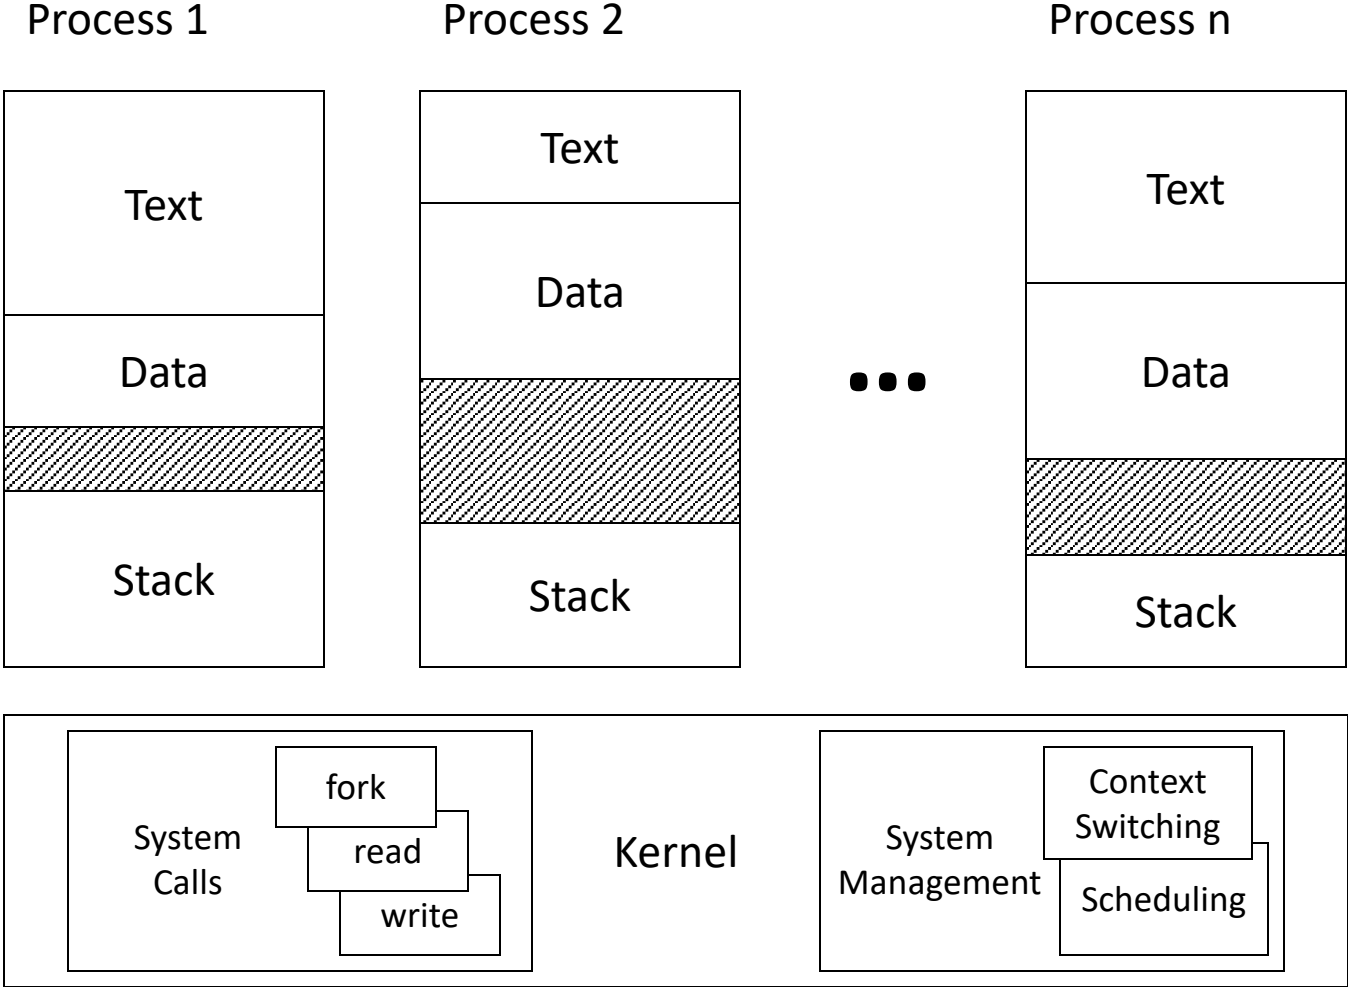 Process 1
Process 2
Process n
Text
Data
Stack
Text
Data
Stack
...
Text
Data
Stack
System
Calls
fork
read
write
Kernel
System
Management
Context
Switching
Scheduling